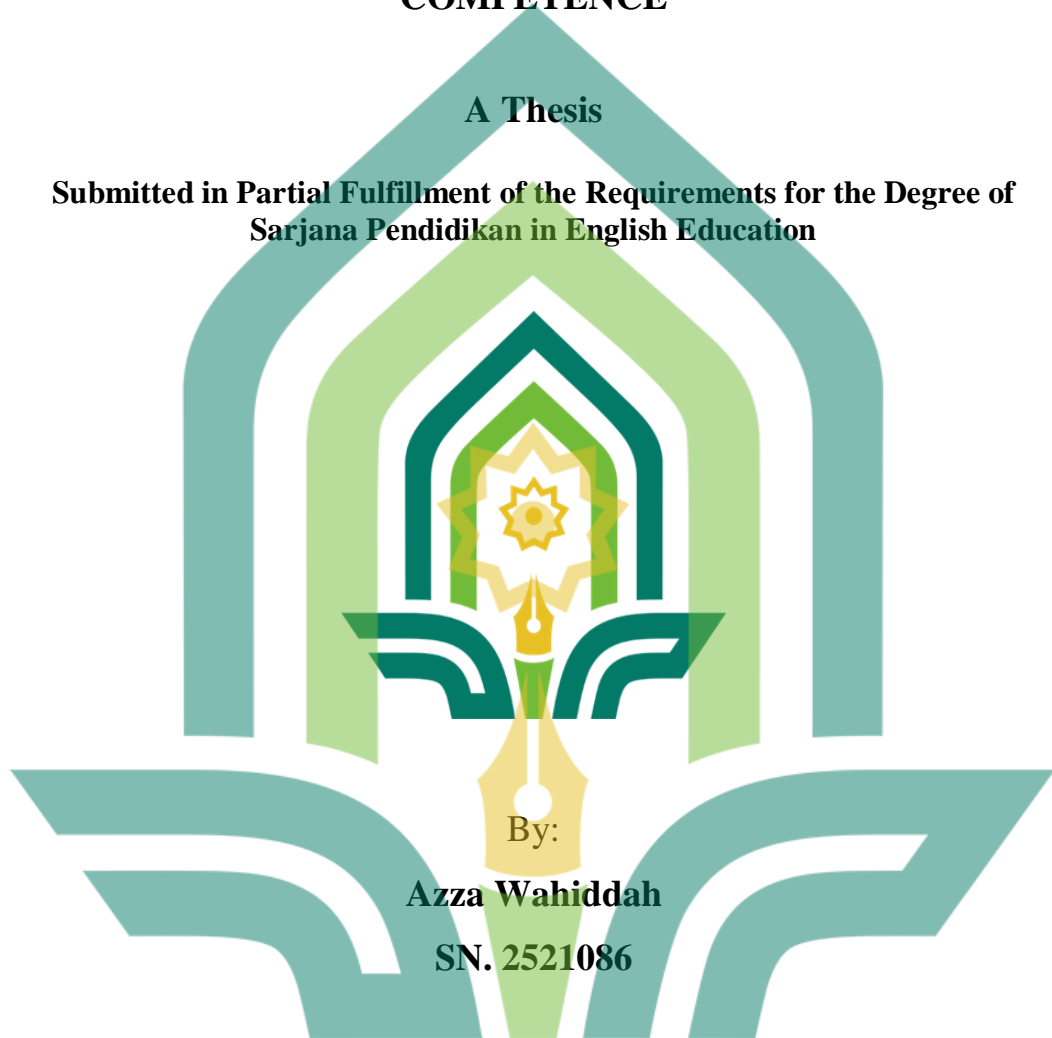 COMPETENCE
A Thesis
Submitted in Partial Fulfillment of the Requirements for the Degree of
Sarjana Pendidikan in English Education
By:
Azza Wahiddah
SN. 2521086